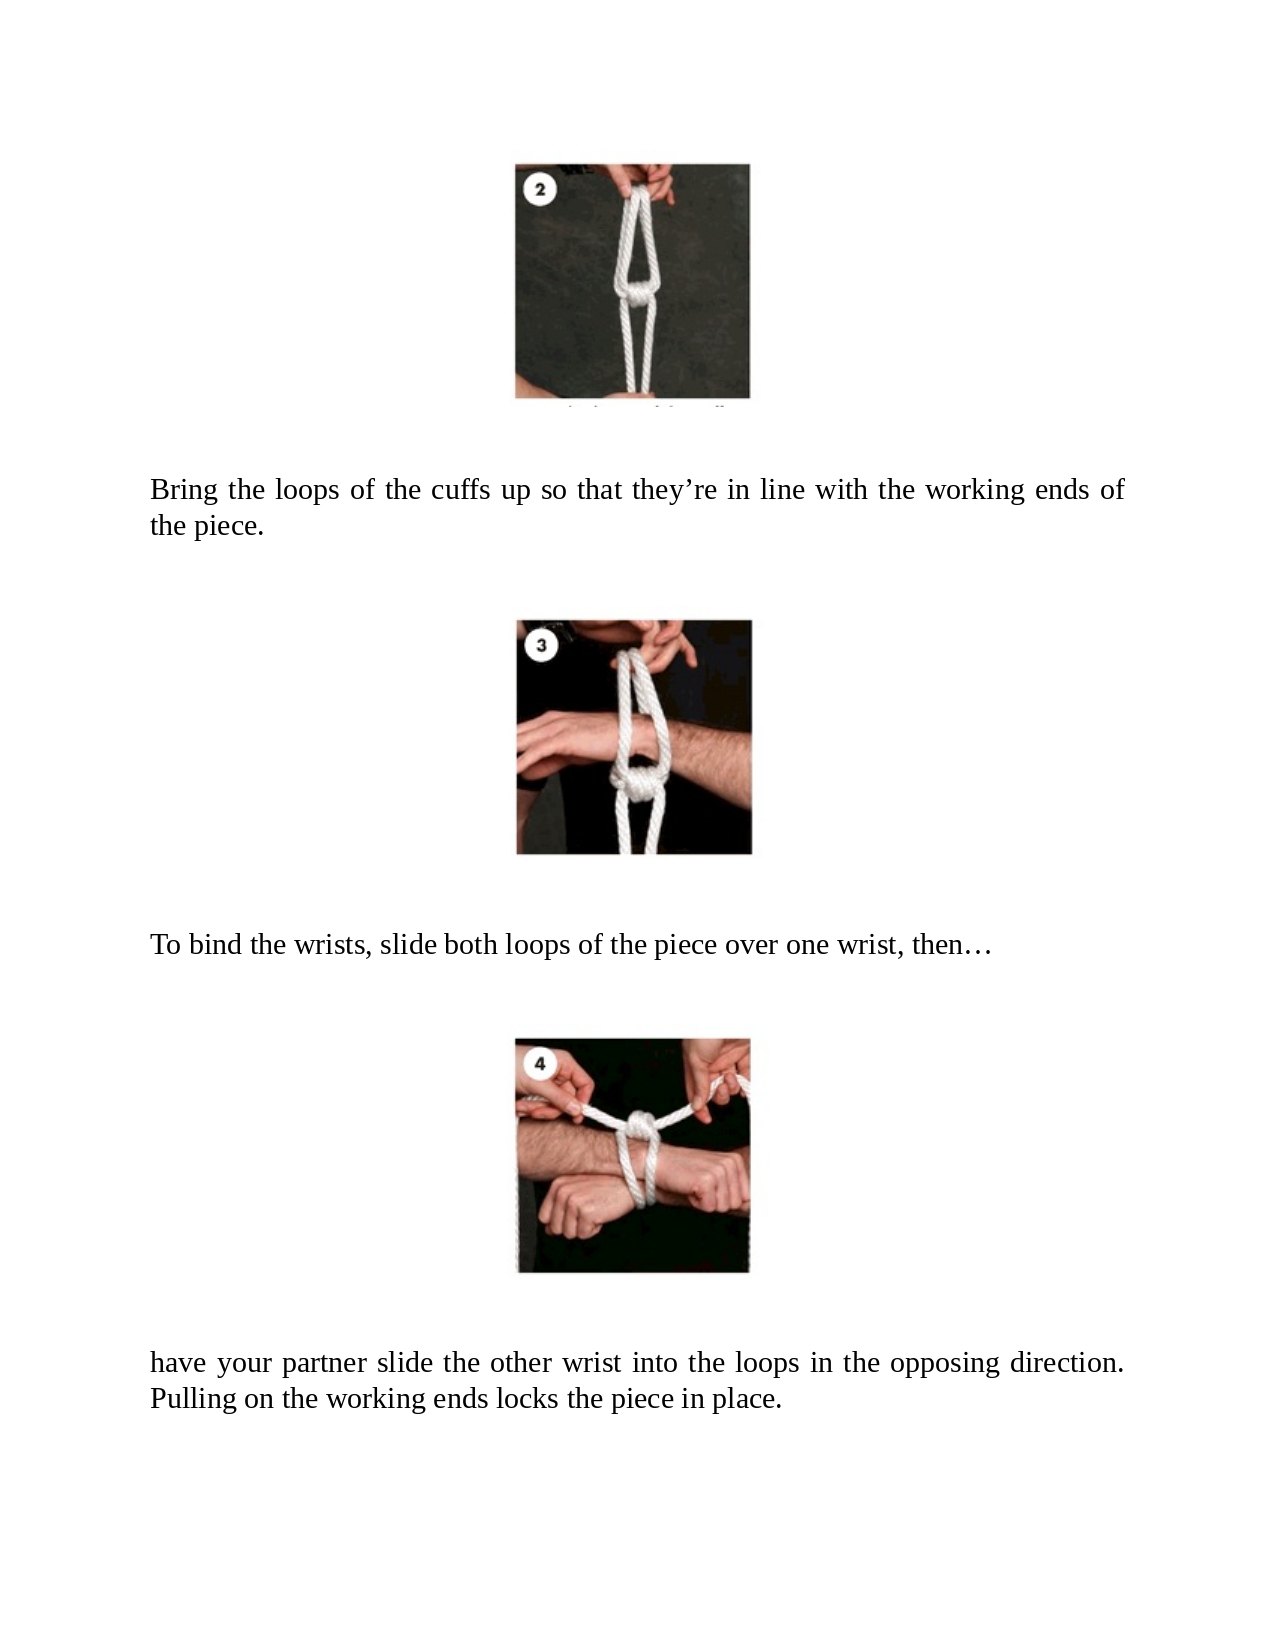 2
Bring the loops of the cuffs up so that they’re in line with the working ends of
the piece.
3
To bind the wrists, slide both loops of the piece over one wrist, then…
4
have your partner slide the other wrist into the loops in the opposing direction.
Pulling on the working ends locks the piece in place.